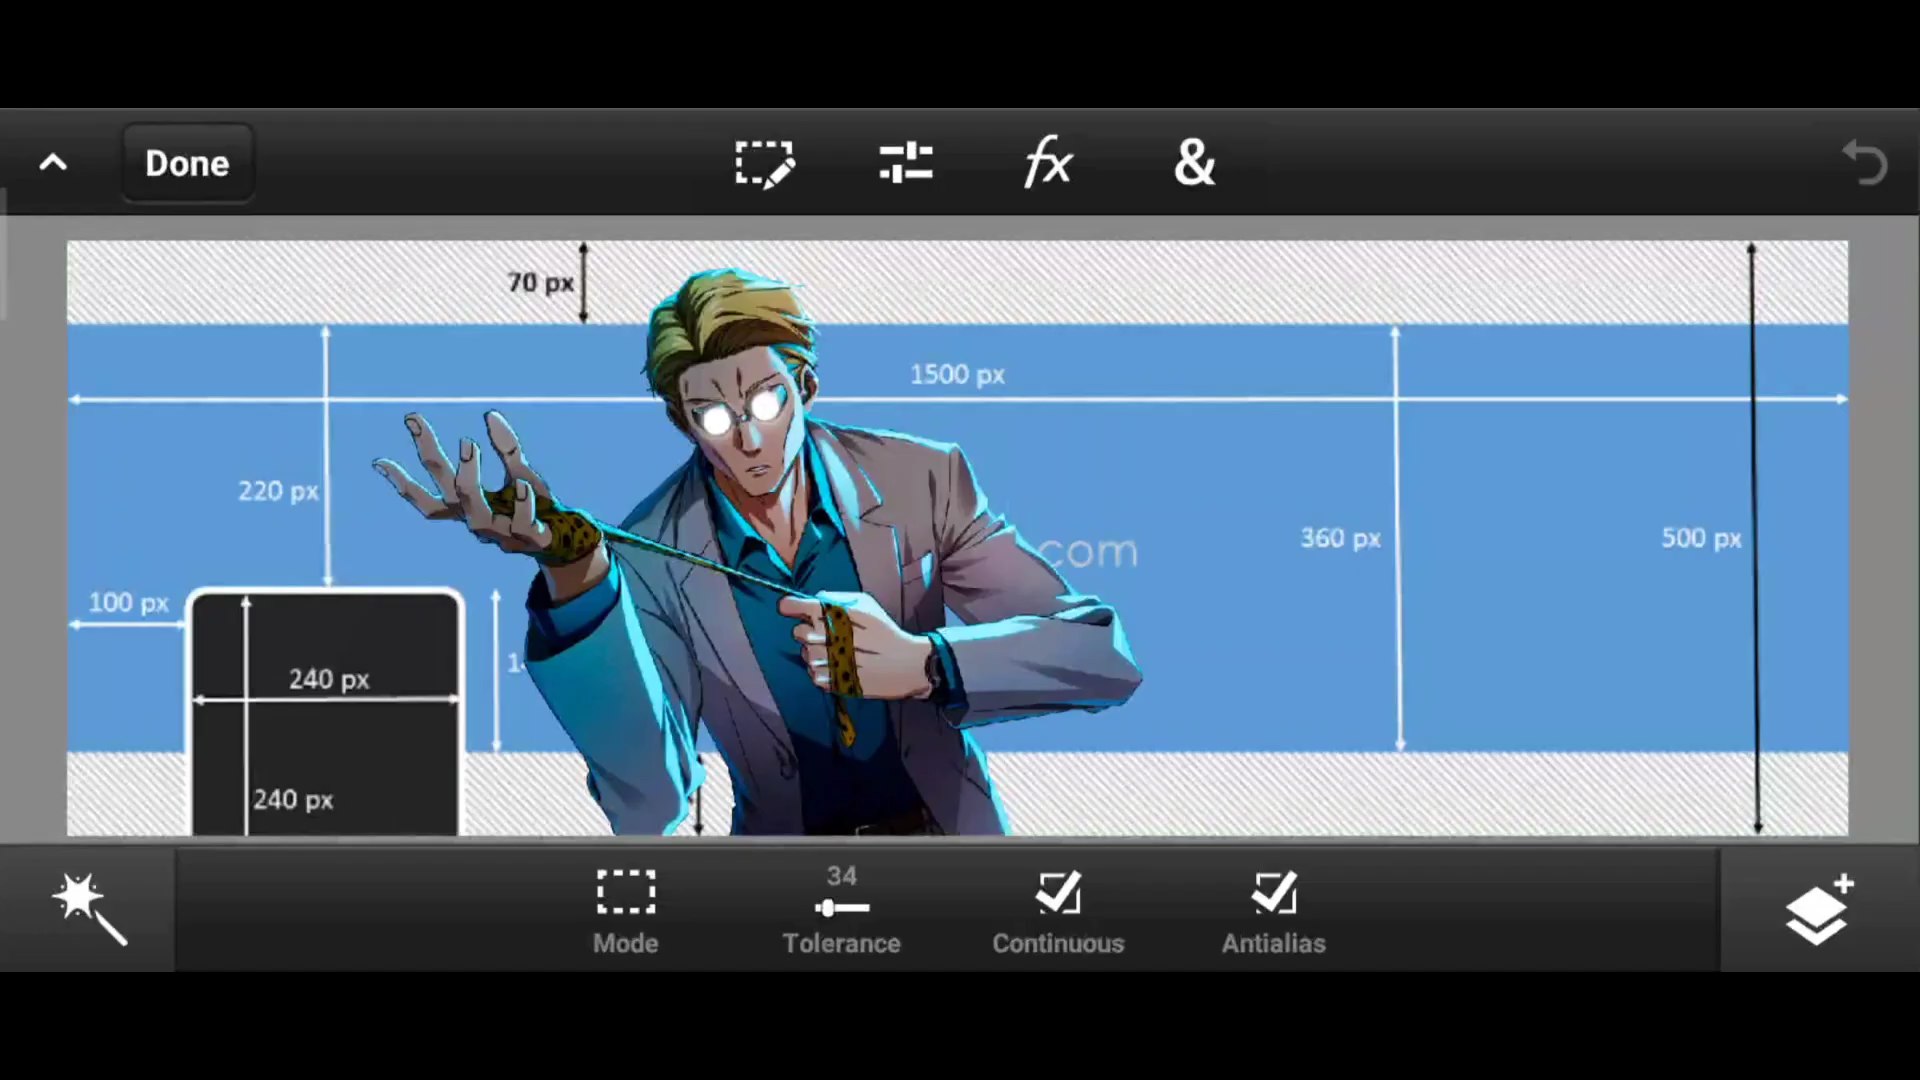 Done
fx
&
70 px
1500 px
220 px
com
360 px
500 px
100 px
240 px
240 px
34
Mode
Tolerance
Continuous
Antialias